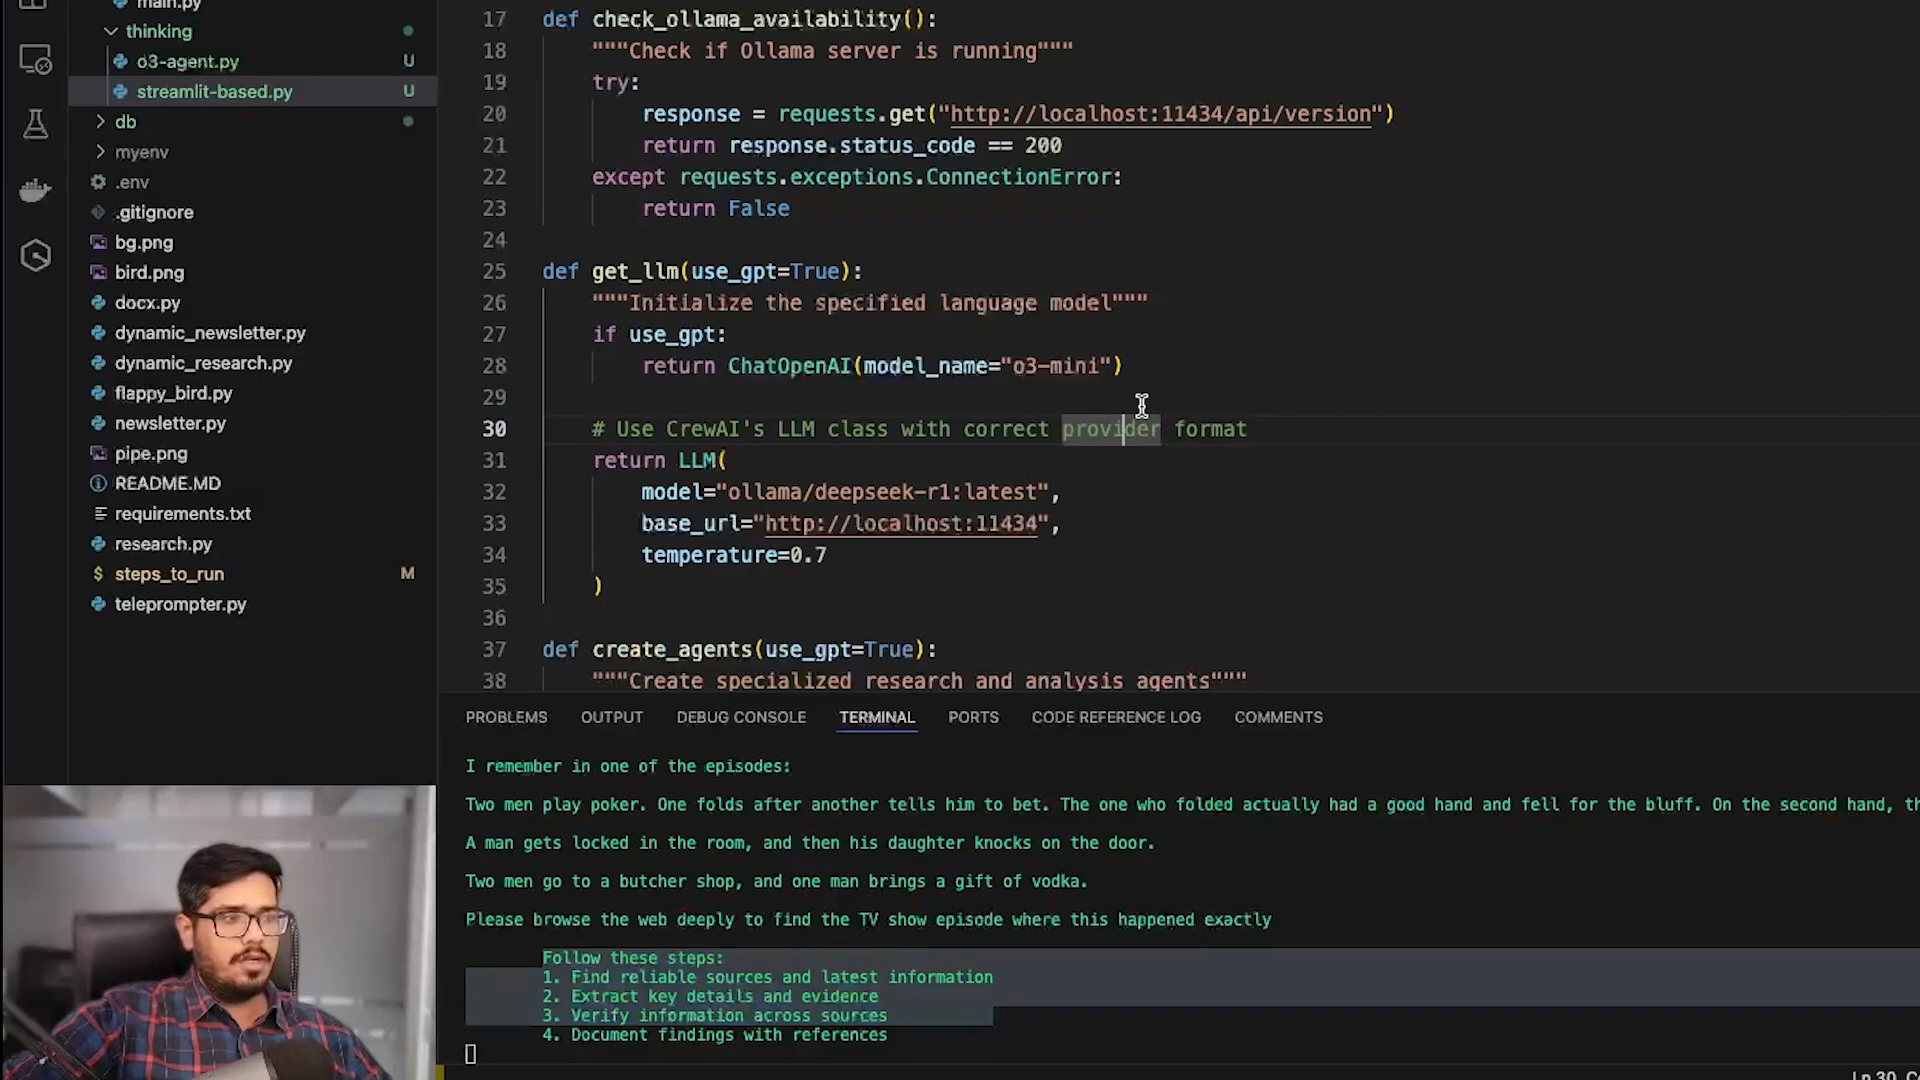 main.py
thinking
o3-agent.py U
streamlit-based.py U
db
myenv
.env
.gitignore
bg.png
bird.png
docx.py
dynamic_newsletter.py
dynamic_research.py
flappy_bird.py
newsletter.py
pipe.png
README.MD
requirements.txt
research.py
$ steps_to_run M
teleprompter.py
17 def check_ollama_availability():
18 """Check if Ollama server is running"""
19 try:
20 response = requests.get("http://localhost:11434/api/version")
21 return response.status_code == 200
22 except requests.exceptions.ConnectionError:
23 return False
24
25 def get_llm(use_gpt=True):
26 """Initialize the specified language model"""
27 if use_gpt:
28 return ChatOpenAI(model_name="o3-mini")
29
30 # Use CrewAI's LLM class with correct provider format
31 return LLM(
32 model="ollama/deepseek-r1:latest",
33 base_url="http://localhost:11434",
34 temperature=0.7
35 )
36
37 def create_agents(use_gpt=True):
38 """Create specialized research and analysis agents"""
PROBLEMS OUTPUT DEBUG CONSOLE TERMINAL PORTS CODE REFERENCE LOG COMMENTS
I remember in one of the episodes:
Two men play poker. One folds after another tells him to bet. The one who folded actually had a good hand and fell for the bluff. On the second hand,
A man gets locked in the room, and then his daughter knocks on the door.
Two men go to a butcher shop, and one man brings a gift of vodka.
Please browse the web deeply to find the TV show episode where this happened exactly
Follow these steps:
1. Find reliable sources and latest information
2. Extract key details and evidence
3. Verify information across sources
4. Document findings with references
Ln 30,